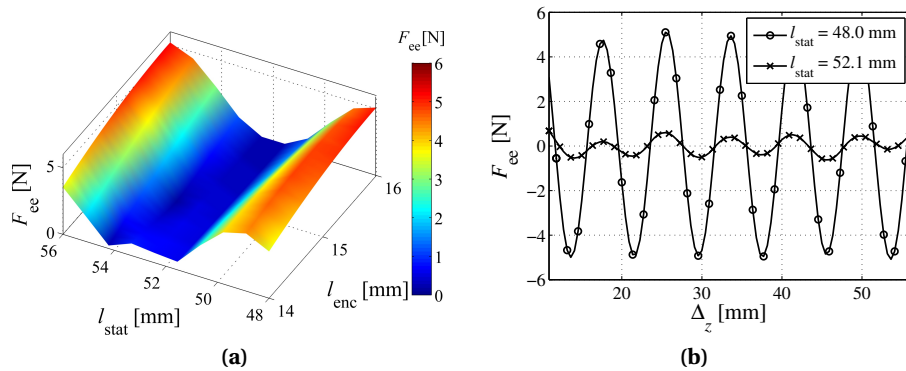 F_ee[N]
6
5
4
3
2
1
0
5
0
F_ee [N]
56
54
52
50
48
l_stat [mm]
14
15
16
l_enc [mm]
(a)
6
4
2
0
−2
−4
−6
F_ee [N]
20
30
40
50
Δ_z [mm]
l_stat = 48.0 mm
l_stat = 52.1 mm
(b)